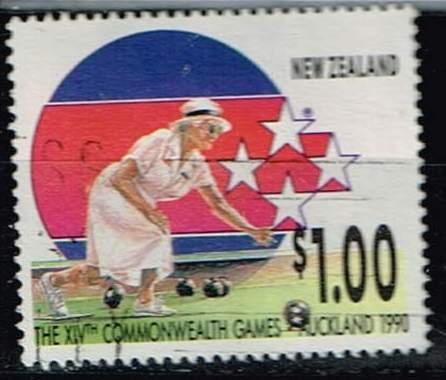 NEW ZEALAND
$1.00
THE XIVTH COMMONWEALTH GAMES - AUCKLAND 1990